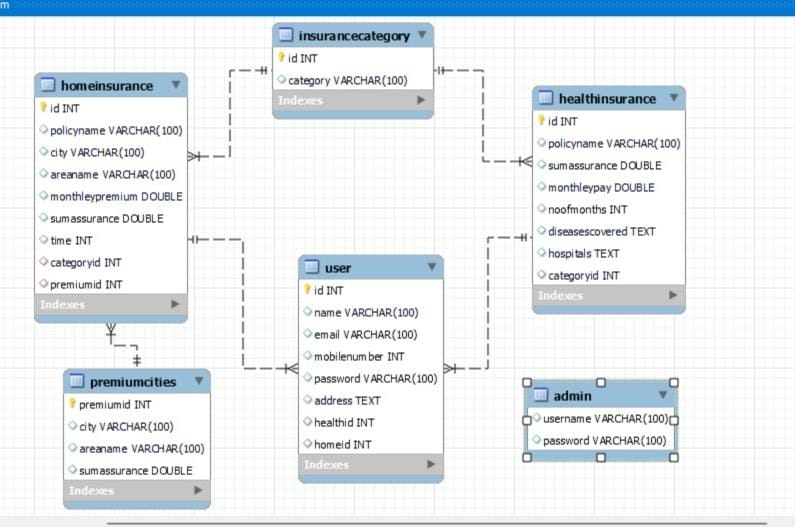 m
insurancecategory
id INT
category VARCHAR(100)
Indexes
homeinsurance
id INT
policyname VARCHAR(100)
city VARCHAR(100)
areaname VARCHAR(100)
monthleypremium DOUBLE
sumassurance DOUBLE
time INT
categoryid INT
premiumid INT
Indexes
healthinsurance
id INT
policyname VARCHAR(100)
sumassurance DOUBLE
monthleypay DOUBLE
noofmonths INT
diseasescovered TEXT
hospitals TEXT
categoryid INT
Indexes
user
id INT
name VARCHAR(100)
email VARCHAR(100)
mobilenumber INT
password VARCHAR(100)
address TEXT
healthid INT
homeid INT
Indexes
premiumcities
premiumid INT
city VARCHAR(100)
areaname VARCHAR(100)
sumassurance DOUBLE
Indexes
admin
username VARCHAR(100)
password VARCHAR(100)